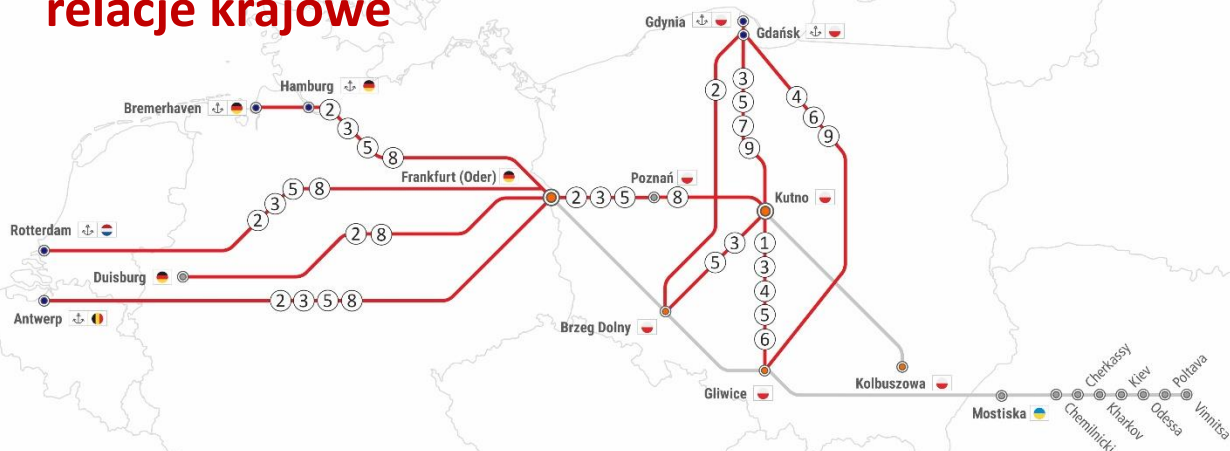 relacje krajowe
Gdynia
Gdańsk
Hamburg
Bremerhaven
2
3
5
8
2
3
5
7
9
4
6
9
Frankfurt (Oder)
Poznań
2
3
5
8
Kutno
2
3
5
8
Rotterdam
2
8
Duisburg
3
5
1
3
4
5
6
2
3
5
8
Antwerp
Brzeg Dolny
Gliwice
Kolbuszowa
Mostiska
Chemilnicki
Cherkassy
Kharkov
Kiev
Odessa
Poltava
Vinnitsa